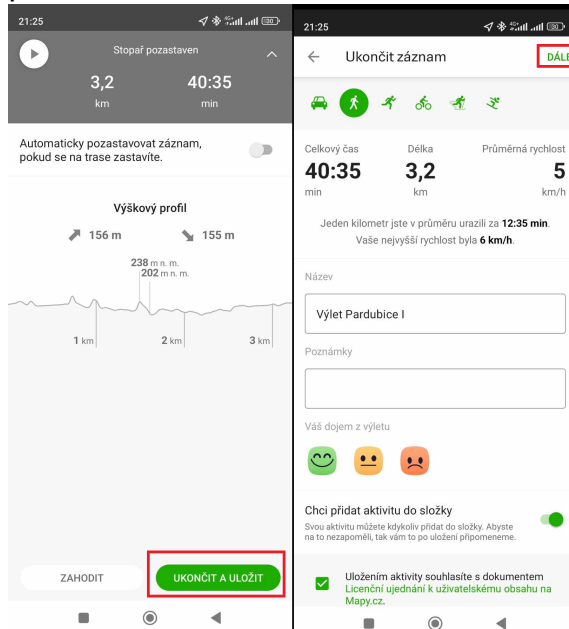 21:25
Stopař pozastaven
3,2
40:35
km
min
Automaticky pozastavovat záznam,
pokud se na trase zastavíte.
Výškový profil
156 m
155 m
238 m n. m.
202 m n. m.
1 km
2 km
3 km
ZAHODIT
UKONČIT A ULOŽIT
21:25
Ukončit záznam
Celkový čas
Délka
Průměrná rychlost
40:35
3,2
5
min
km
km/h
Jeden kilometr jste v průměru urazili za 12:35 min.
Vaše nejvyšší rychlost byla 6 km/h.
Název
Výlet Pardubice I
Poznámky
Váš dojem z výletu
Chci přidat aktivitu do složky
Svou aktivitu můžete kdykoliv přidat do složky. Abyste
na to nezapoměli, tak vám to po uložení připomeneme.
Uložením aktivity souhlasíte s dokumentem
Licenční ujednání k uživatelskému obsahu na
Mapy.cz.